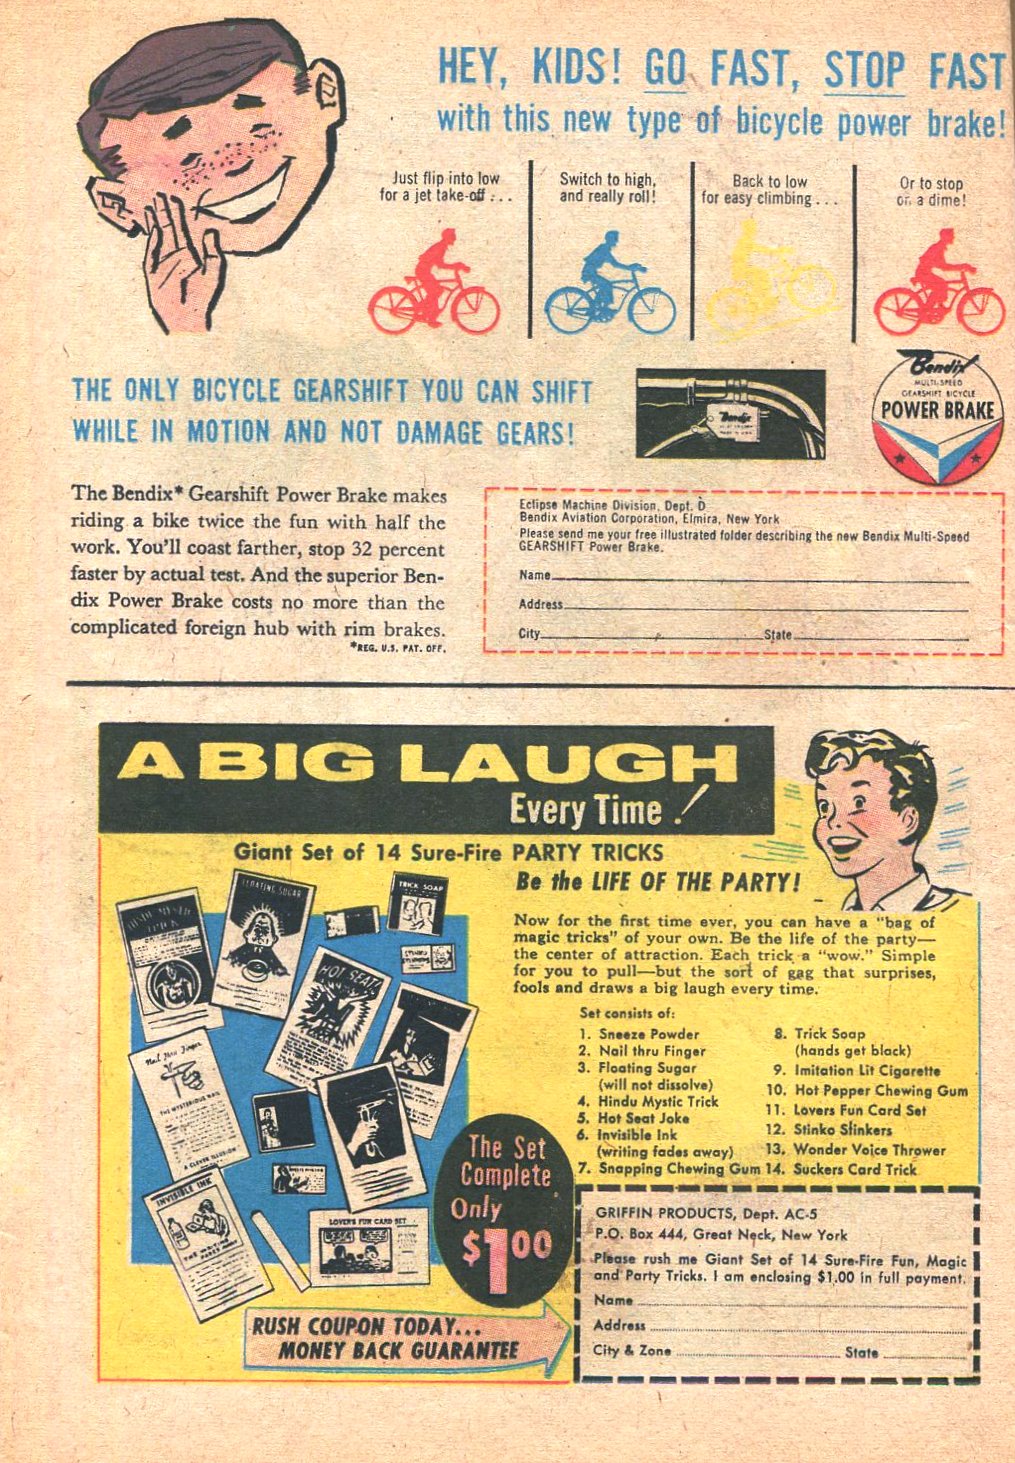 HEY, KIDS! GO FAST, STOP FAST
with this new type of bicycle power brake!
Just flip into low
for a jet take-off . . .
Switch to high,
and really roll!
Back to low
for easy climbing . . .
Or to stop
on a dime!
THE ONLY BICYCLE GEARSHIFT YOU CAN SHIFT
WHILE IN MOTION AND NOT DAMAGE GEARS!
Bendix
Bendix
MULTI-SPEED
GEARSHIFT BICYCLE
POWER BRAKE
The Bendix* Gearshift Power Brake makes
riding a bike twice the fun with half the
work. You'll coast farther, stop 32 percent
faster by actual test. And the superior Ben-
dix Power Brake costs no more than the
complicated foreign hub with rim brakes.
*REG. U.S. PAT. OFF.
Eclipse Machine Division, Dept. D
Bendix Aviation Corporation, Elmira, New York
Please send me your free illustrated folder describing the new Bendix Multi-Speed
GEARSHIFT Power Brake.
Name
Address
City State
A BIG LAUGH
Every Time!
Giant Set of 14 Sure-Fire PARTY TRICKS
Be the LIFE OF THE PARTY!
Now for the first time ever, you can have a "bag of
magic tricks" of your own. Be the life of the party—
the center of attraction. Each trick a "wow." Simple
for you to pull—but the sort of gag that surprises,
fools and draws a big laugh every time.
Set consists of:
1. Sneeze Powder
2. Nail thru Finger
3. Floating Sugar
(will not dissolve)
4. Hindu Mystic Trick
5. Hot Seat Joke
6. Invisible Ink
(writing fades away)
7. Snapping Chewing Gum
8. Trick Soap
(hands get black)
9. Imitation Lit Cigarette
10. Hot Pepper Chewing Gum
11. Lovers Fun Card Set
12. Stinko Stinkers
13. Wonder Voice Thrower
14. Suckers Card Trick
HINDU MYSTIC
TRICK
FLOATING SUGAR
TRICK SOAP
HOT SEAT
Nail Thru Finger
THE MYSTERIOUS NAIL
A CLEVER ILLUSION
INVISIBLE INK
LOVER'S FUN CARD SET
The Set
Complete
Only
$1.00
RUSH COUPON TODAY...
MONEY BACK GUARANTEE
GRIFFIN PRODUCTS, Dept. AC-5
P.O. Box 444, Great Neck, New York
Please rush me Giant Set of 14 Sure-Fire Fun, Magic
and Party Tricks. I am enclosing $1.00 in full payment.
Name
Address
City & Zone State